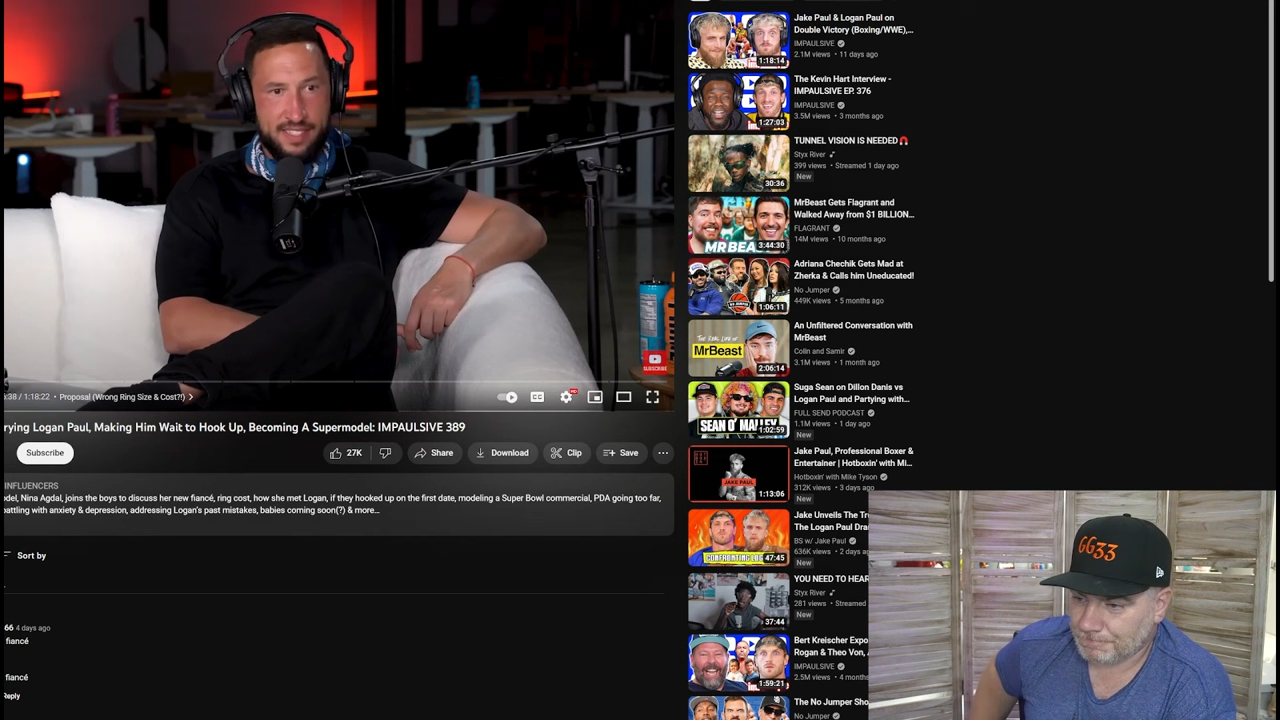 SUBSCRIBE
:38 / 1:18:22 • Proposal (Wrong Ring Size & Cost?!)
CC
HD
rying Logan Paul, Making Him Wait to Hook Up, Becoming A Supermodel: IMPAULSIVE 389
Subscribe
27K
Share
Download
Clip
Save
INFLUENCERS
del, Nina Agdal, joins the boys to discuss her new fiancé, ring cost, how she met Logan, if they hooked up on the first date, modeling a Super Bowl commercial, PDA going too far,
battling with anxiety & depression, addressing Logan's past mistakes, babies coming soon(?) & more...
Sort by
66 4 days ago
fiancé
fiancé
Reply
Jake Paul & Logan Paul on
Double Victory (Boxing/WWE),...
IMPAULSIVE
2.1M views • 11 days ago
1:18:14
The Kevin Hart Interview -
IMPAULSIVE EP. 376
IMPAULSIVE
3.5M views • 3 months ago
1:27:03
TUNNEL VISION IS NEEDED
Styx River
399 views • Streamed 1 day ago
New
30:36
MrBeast Gets Flagrant and
Walked Away from $1 BILLION...
FLAGRANT
14M views • 10 months ago
MR BEA
3:44:30
Adriana Chechik Gets Mad at
Zherka & Calls him Uneducated!
No Jumper
449K views • 5 months ago
1:06:11
An Unfiltered Conversation with
MrBeast
Colin and Samir
3.1M views • 1 month ago
THE REAL LIFE OF
MrBeast
2:06:14
Suga Sean on Dillon Danis vs
Logan Paul and Partying with...
FULL SEND PODCAST
1.1M views • 1 day ago
New
SEAN O'MALLEY
1:02:59
Jake Paul, Professional Boxer &
Entertainer | Hotboxin' with Mi...
Hotboxin' with Mike Tyson
312K views • 3 days ago
New
JAKE PAUL
1:13:06
Jake Unveils The Tr
The Logan Paul Dra
BS w/ Jake Paul
636K views • 2 days ag
New
CONFRONTING LOG
47:45
YOU NEED TO HEAR
Styx River
281 views • Streamed
New
37:44
Bert Kreischer Expo
Rogan & Theo Von,
IMPAULSIVE
2.5M views • 4 month
1:59:21
The No Jumper Sho
No Jumper
GG33